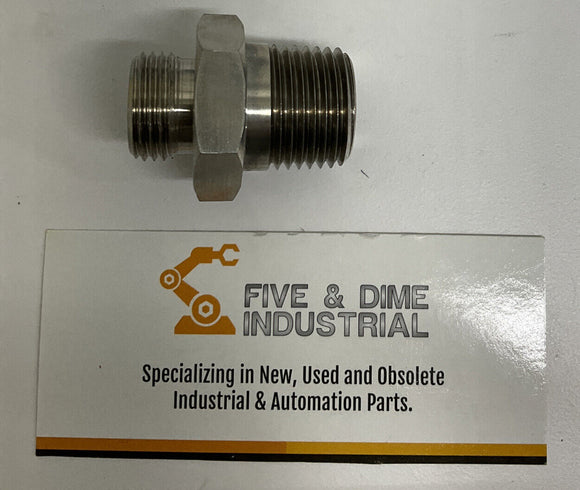 FIVE & DIME
INDUSTRIAL
Specializing in New, Used and Obsolete
Industrial & Automation Parts.